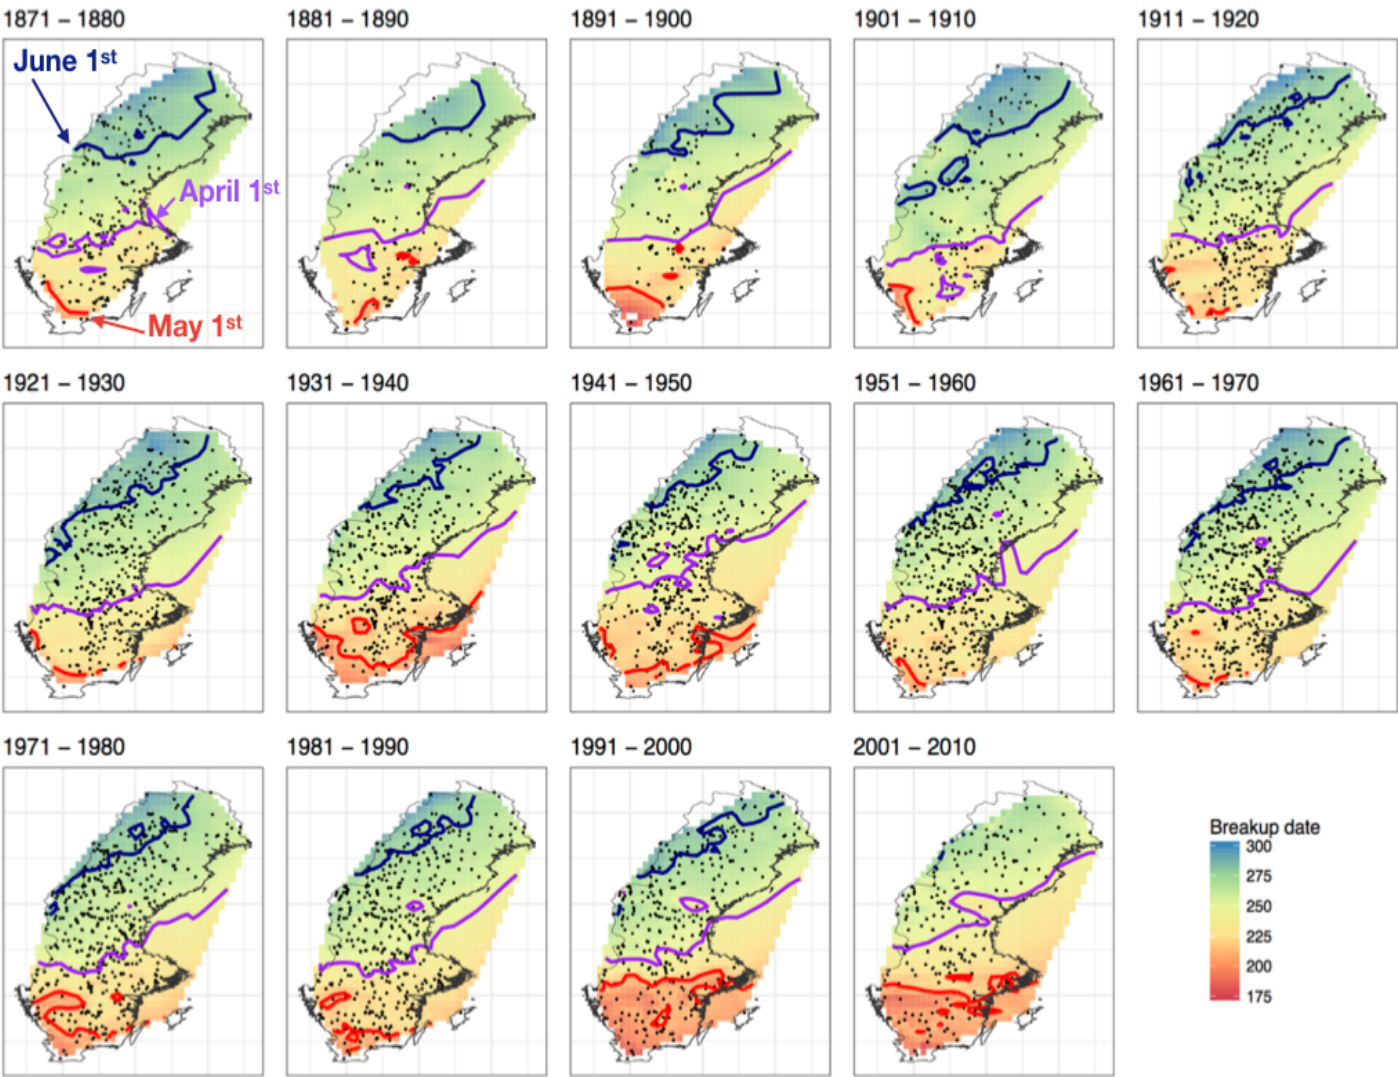 1871 – 1880
1881 – 1890
1891 – 1900
1901 – 1910
1911 – 1920
June 1st
April 1st
May 1st
1921 – 1930
1931 – 1940
1941 – 1950
1951 – 1960
1961 – 1970
1971 – 1980
1981 – 1990
1991 – 2000
2001 – 2010
Breakup date
300
275
250
225
200
175